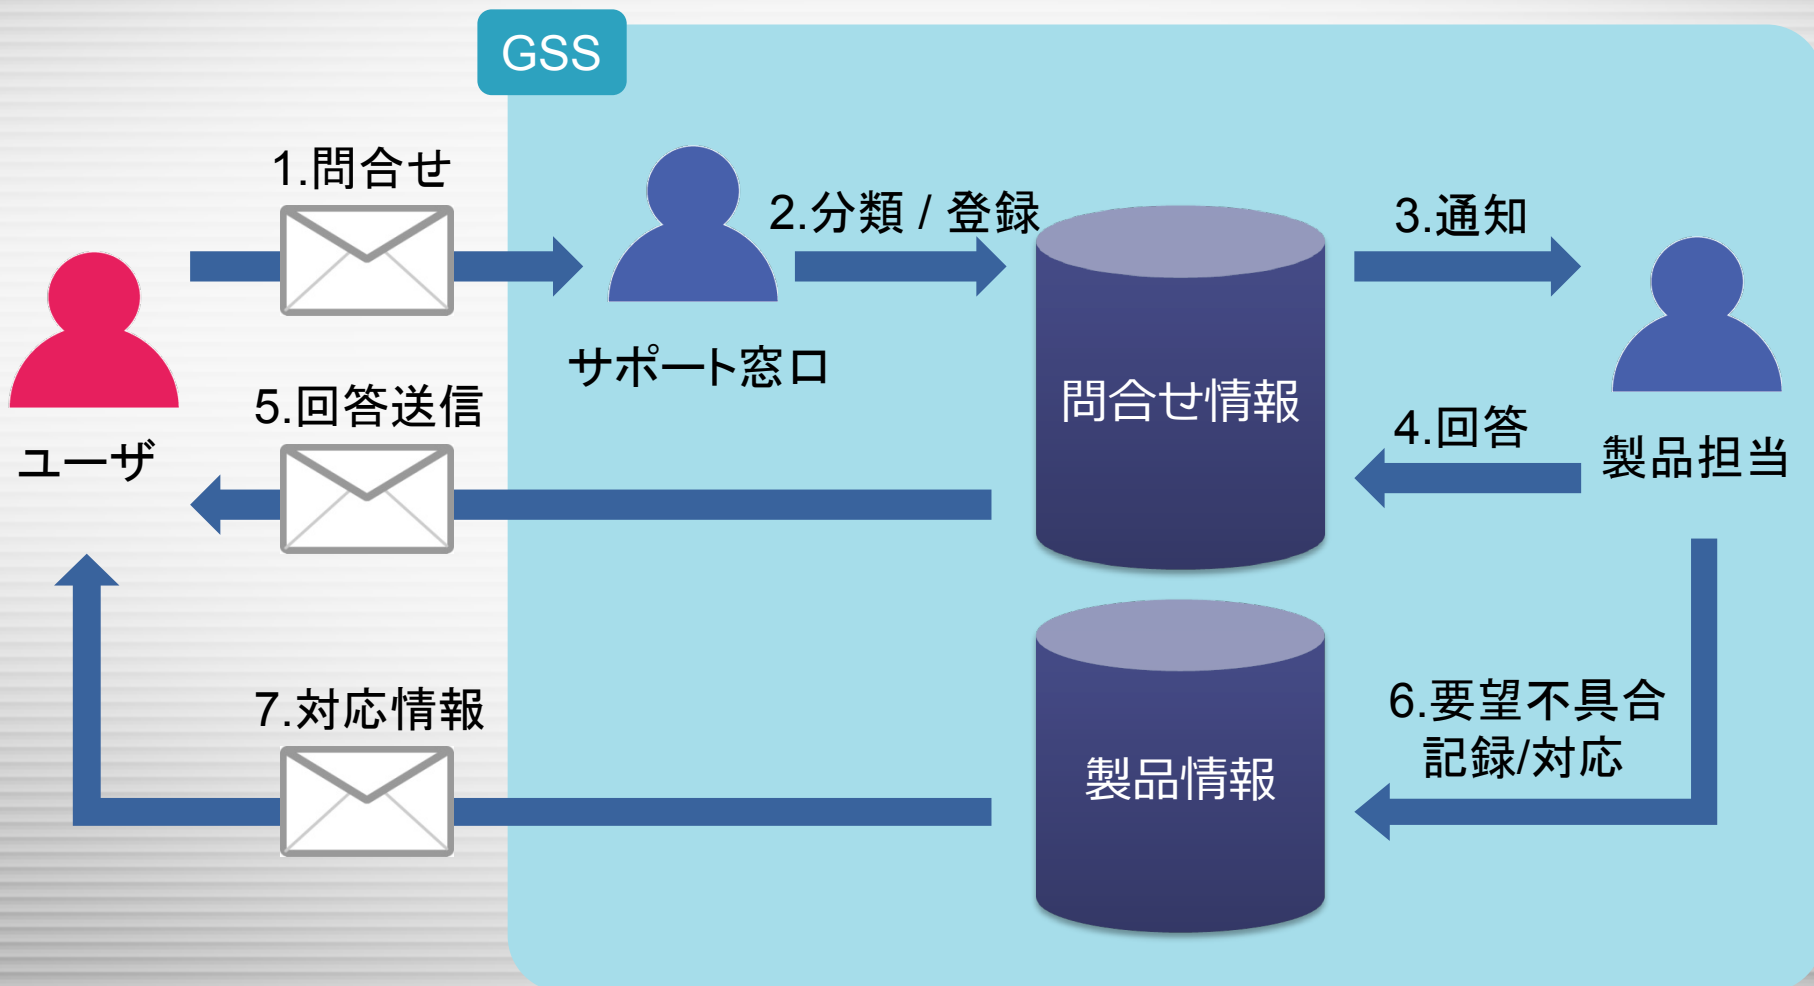 GSS
1.問合せ
2.分類 / 登録
3.通知
サポート窓口
問合せ情報
5.回答送信
4.回答
ユーザ
製品担当
7.対応情報
6.要望不具合
記録/対応
製品情報